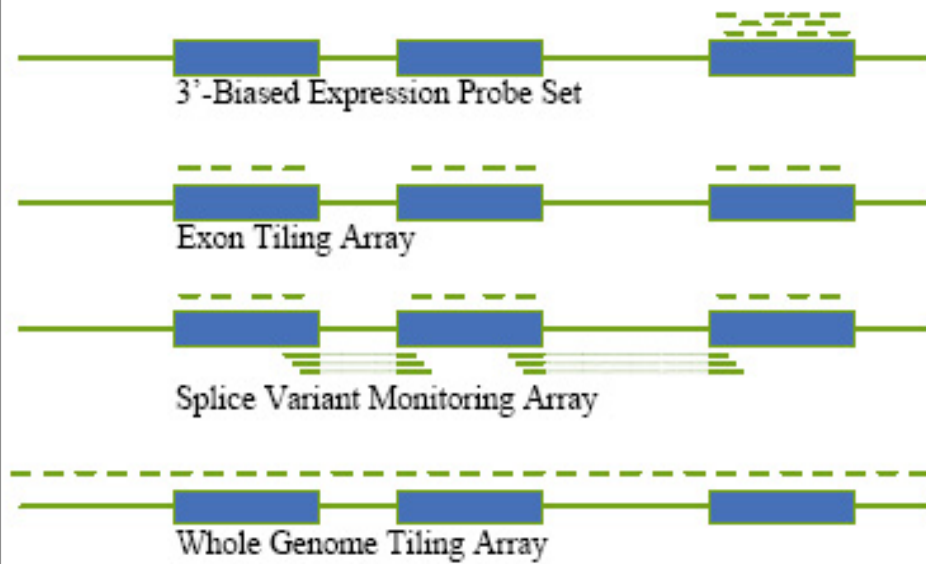 3’-Biased Expression Probe Set
Exon Tiling Array
Splice Variant Monitoring Array
Whole Genome Tiling Array